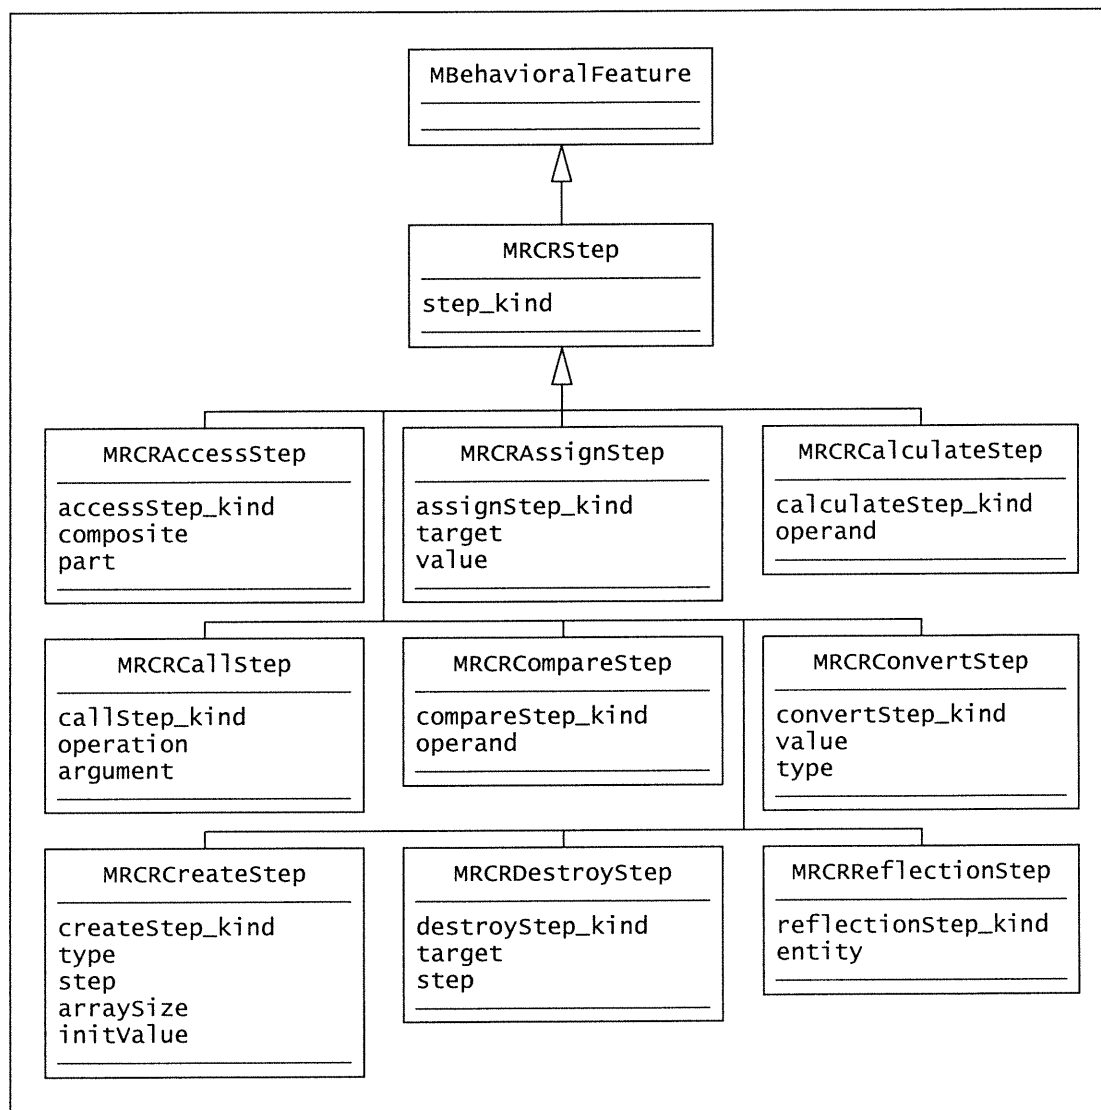 MBehavioralFeature
MRCRStep
step_kind
MRCRAccessStep
accessStep_kind
composite
part
MRCRAssignStep
assignStep_kind
target
value
MRCRCalculateStep
calculateStep_kind
operand
MRCRCallStep
callStep_kind
operation
argument
MRCRCompareStep
compareStep_kind
operand
MRCRConvertStep
convertStep_kind
value
type
MRCRCreateStep
createStep_kind
type
step
arraySize
initValue
MRCRDestroyStep
destroyStep_kind
target
step
MRCRReflectionStep
reflectionStep_kind
entity